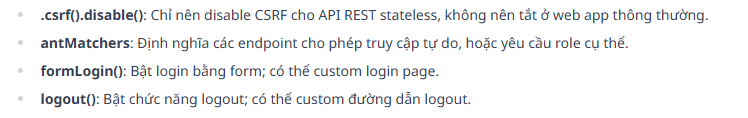 .csrf().disable(): Chỉ nên disable CSRF cho API REST stateless, không nên tắt ở web app thông thường.
antMatchers: Định nghĩa các endpoint cho phép truy cập tự do, hoặc yêu cầu role cụ thể.
formLogin(): Bật login bằng form; có thể custom login page.
logout(): Bật chức năng logout; có thể custom đường dẫn logout.